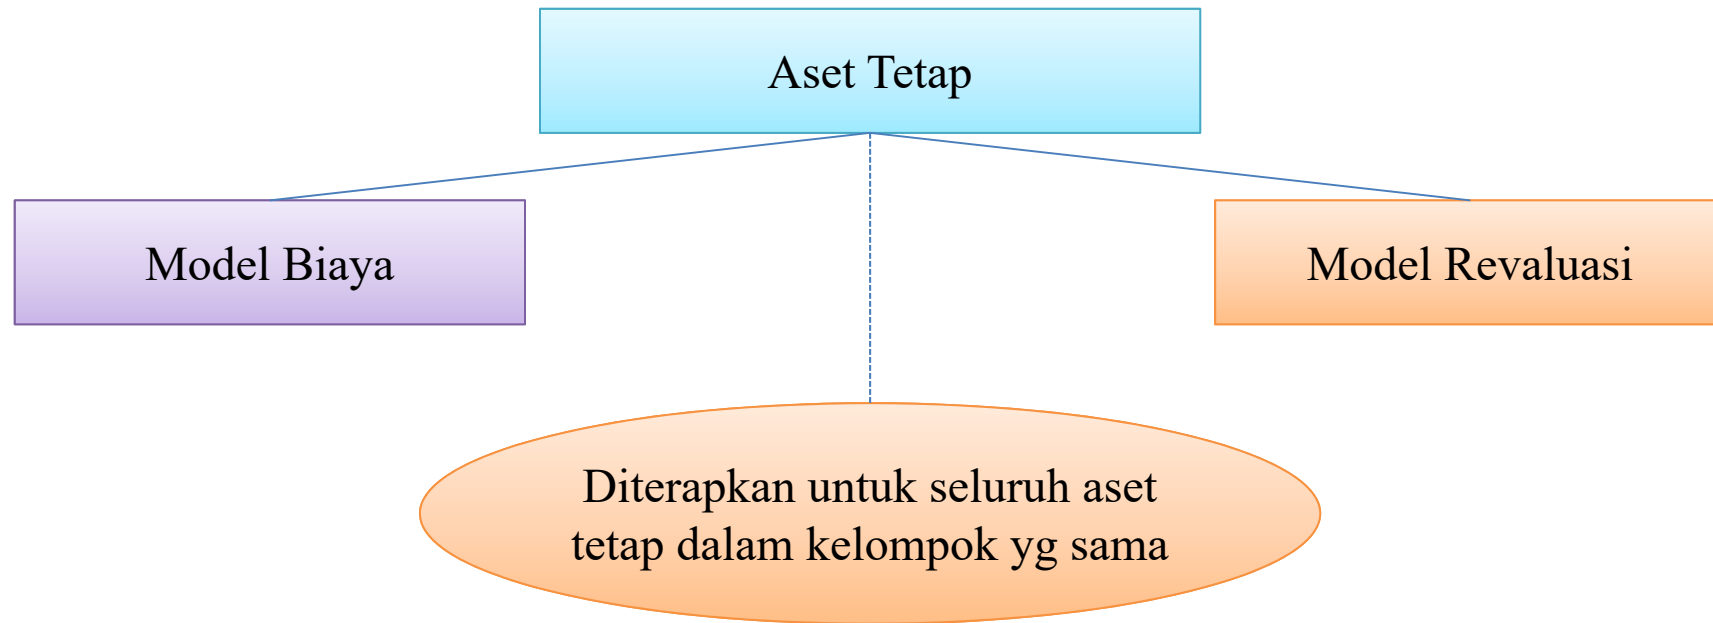 Aset Tetap
Model Biaya
Model Revaluasi
Diterapkan untuk seluruh aset
tetap dalam kelompok yg sama